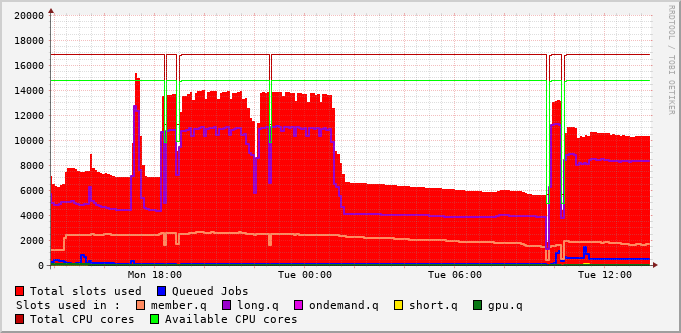 20000
18000
16000
14000
12000
10000
8000
6000
4000
2000
0
Mon 18:00 Tue 00:00 Tue 06:00 Tue 12:00
Total slots used Queued Jobs
Slots used in : member.q long.q ondemand.q short.q gpu.q
Total CPU cores Available CPU cores
RRDTOOL / TOBI OETIKER